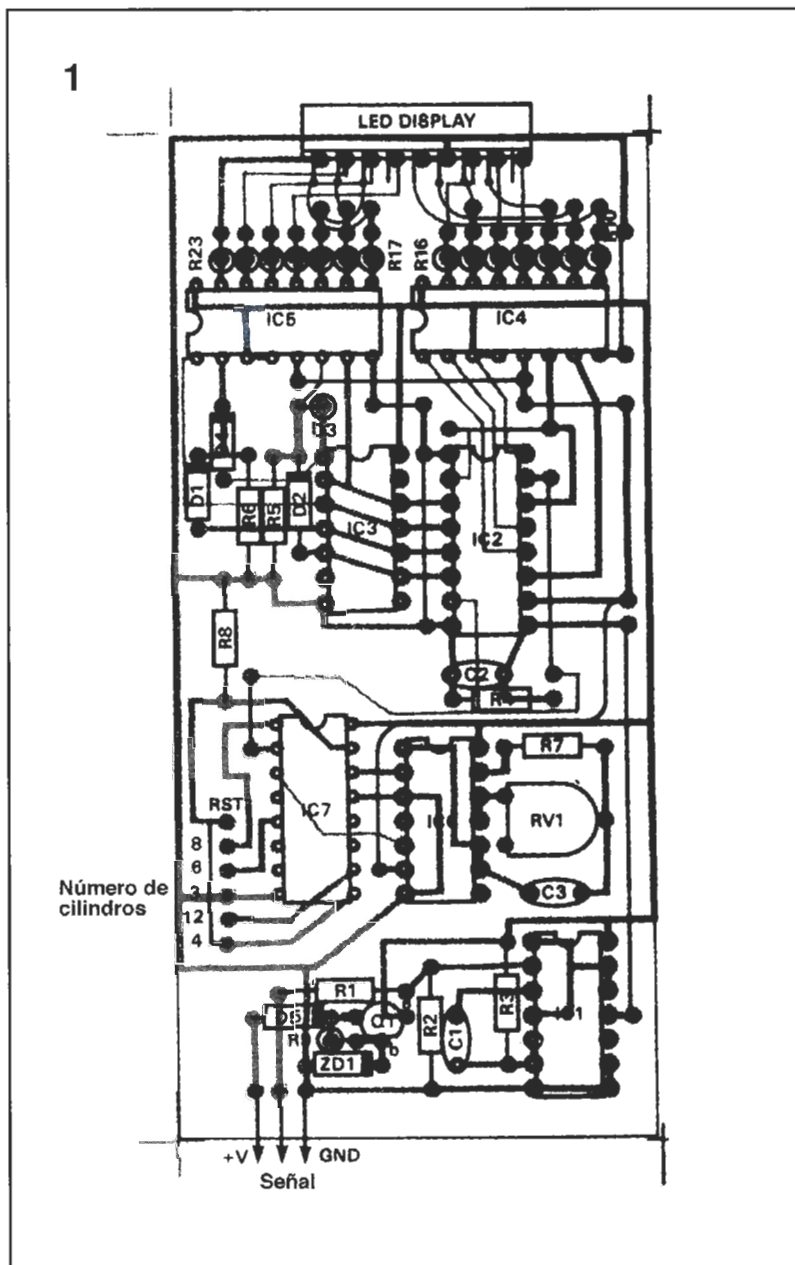 1
LED DISPLAY
R23
R17
R16
IC5
IC4
D3
D1
R6
R5
D2
IC3
IC2
R8
C2
R7
RST
IC7
RV1
8
6
Número de
3
C3
cilindros
12
4
R1
D5
R2
C1
R3
b
ZD1
+V
GND
Señal